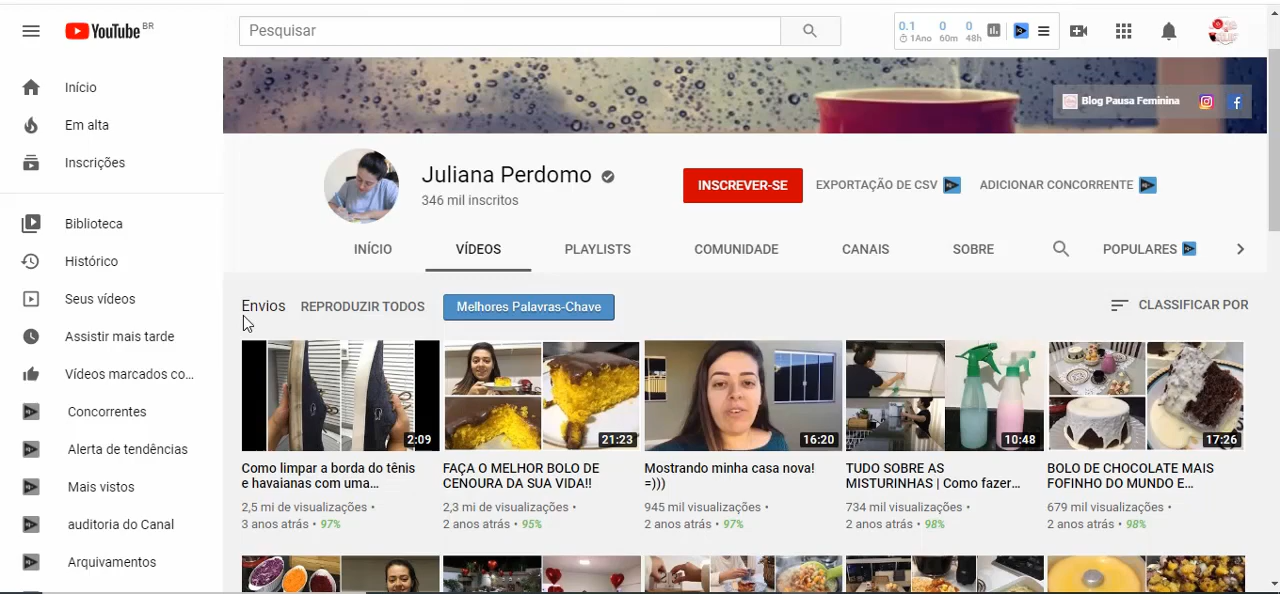 YouTube BR
Pesquisar
0.1 0 0
1Ano 60m 48h
Início
Em alta
Inscrições
Biblioteca
Histórico
Seus vídeos
Assistir mais tarde
Vídeos marcados co...
Concorrentes
Alerta de tendências
Mais vistos
auditoria do Canal
Arquivamentos
Blog Pausa Feminina
Juliana Perdomo
346 mil inscritos
INSCREVER-SE
EXPORTAÇÃO DE CSV
ADICIONAR CONCORRENTE
INÍCIO VÍDEOS PLAYLISTS COMUNIDADE CANAIS SOBRE POPULARES
Envios REPRODUZIR TODOS Melhores Palavras-Chave CLASSIFICAR POR
2:09
Como limpar a borda do tênis
e havaianas com uma...
2,5 mi de visualizações •
3 anos atrás • 97%
21:23
FAÇA O MELHOR BOLO DE
CENOURA DA SUA VIDA!!
2,3 mi de visualizações •
2 anos atrás • 95%
16:20
Mostrando minha casa nova!
=)))
945 mil visualizações •
2 anos atrás • 97%
10:48
TUDO SOBRE AS
MISTURINHAS | Como fazer...
734 mil visualizações •
2 anos atrás • 98%
17:26
BOLO DE CHOCOLATE MAIS
FOFINHO DO MUNDO E...
679 mil visualizações •
2 anos atrás • 98%